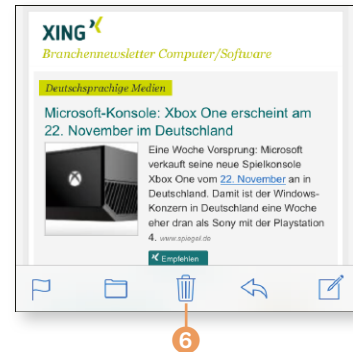 XING
Branchennewsletter Computer/Software
Deutschsprachige Medien
Microsoft-Konsole: Xbox One erscheint am
22. November im Deutschland
Eine Woche Vorsprung: Microsoft
verkauft seine neue Spielkonsole
Xbox One vom 22. November an in
Deutschland. Damit ist der Windows-
Konzern in Deutschland eine Woche
eher dran als Sony mit der Playstation
4. www.spiegel.de
Empfehlen
6